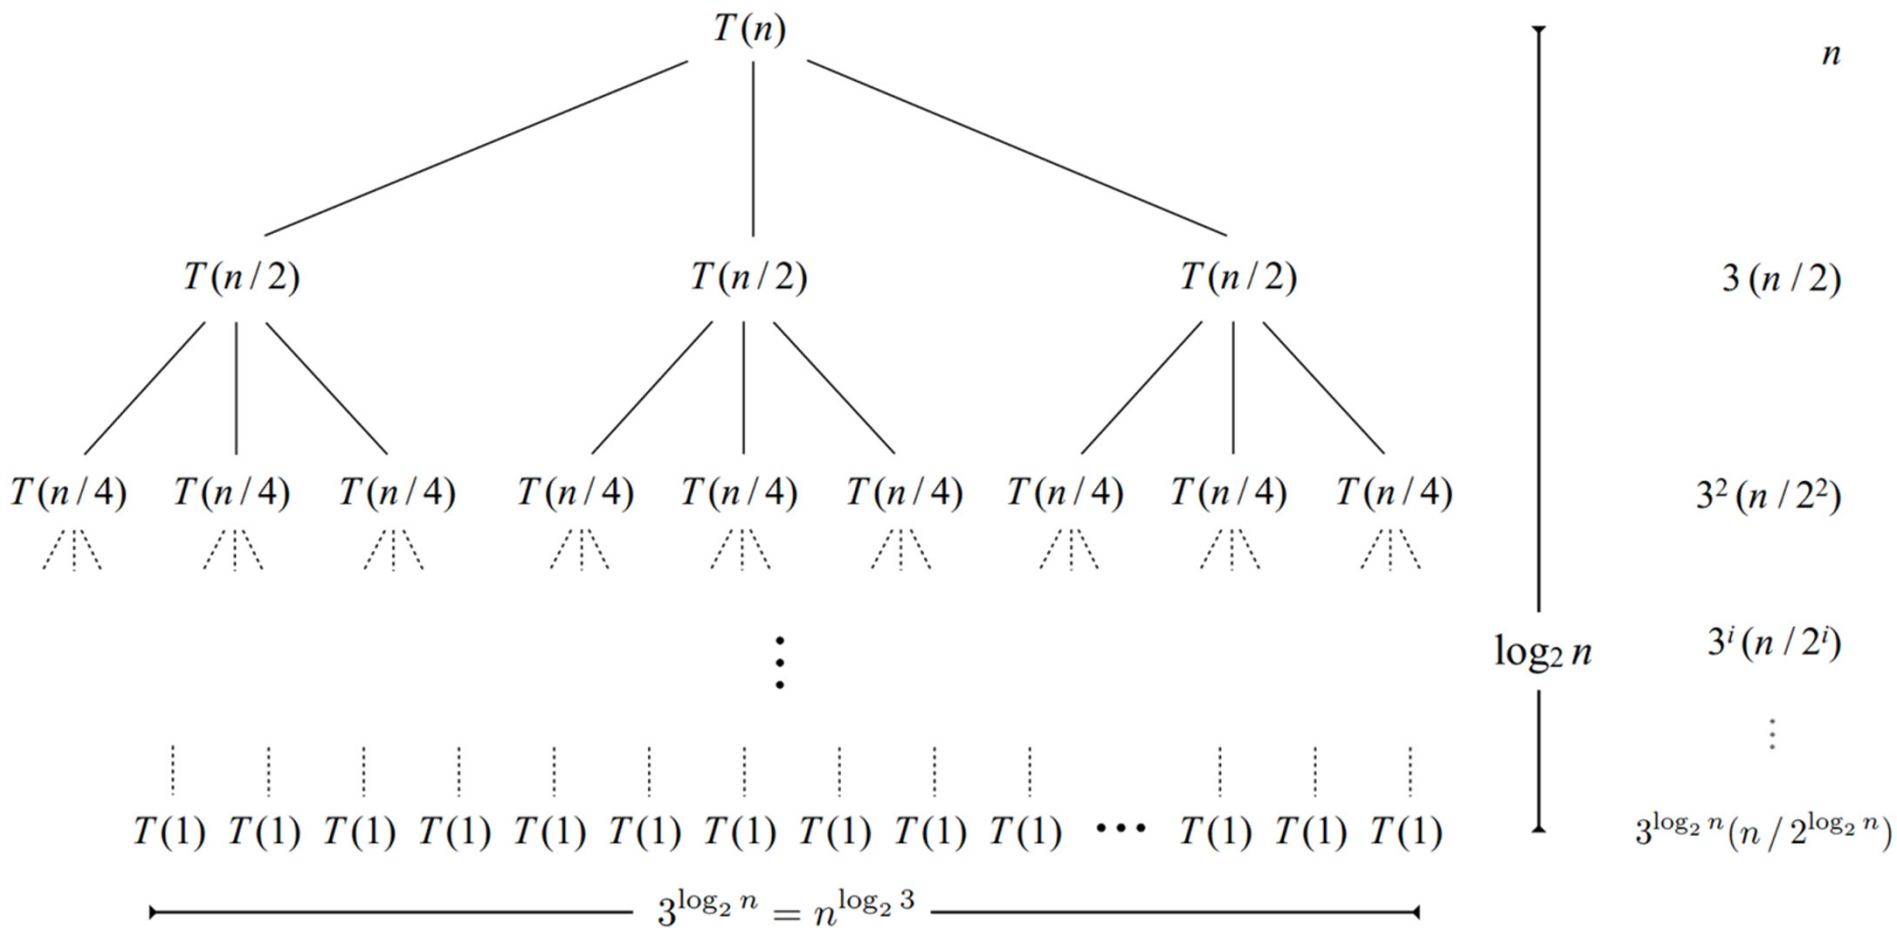 T(n) n
T(n/2) T(n/2) T(n/2) 3(n/2)
T(n/4) T(n/4) T(n/4) T(n/4) T(n/4) T(n/4) T(n/4) T(n/4) T(n/4) 3²(n/2²)
⋮ log₂ n 3ⁱ(n/2ⁱ)
⋮
T(1) T(1) T(1) T(1) T(1) T(1) T(1) T(1) T(1) T(1) ••• T(1) T(1) T(1) 3^{log₂ n}(n/2^{log₂ n})
3^{log₂ n} = n^{log₂ 3}